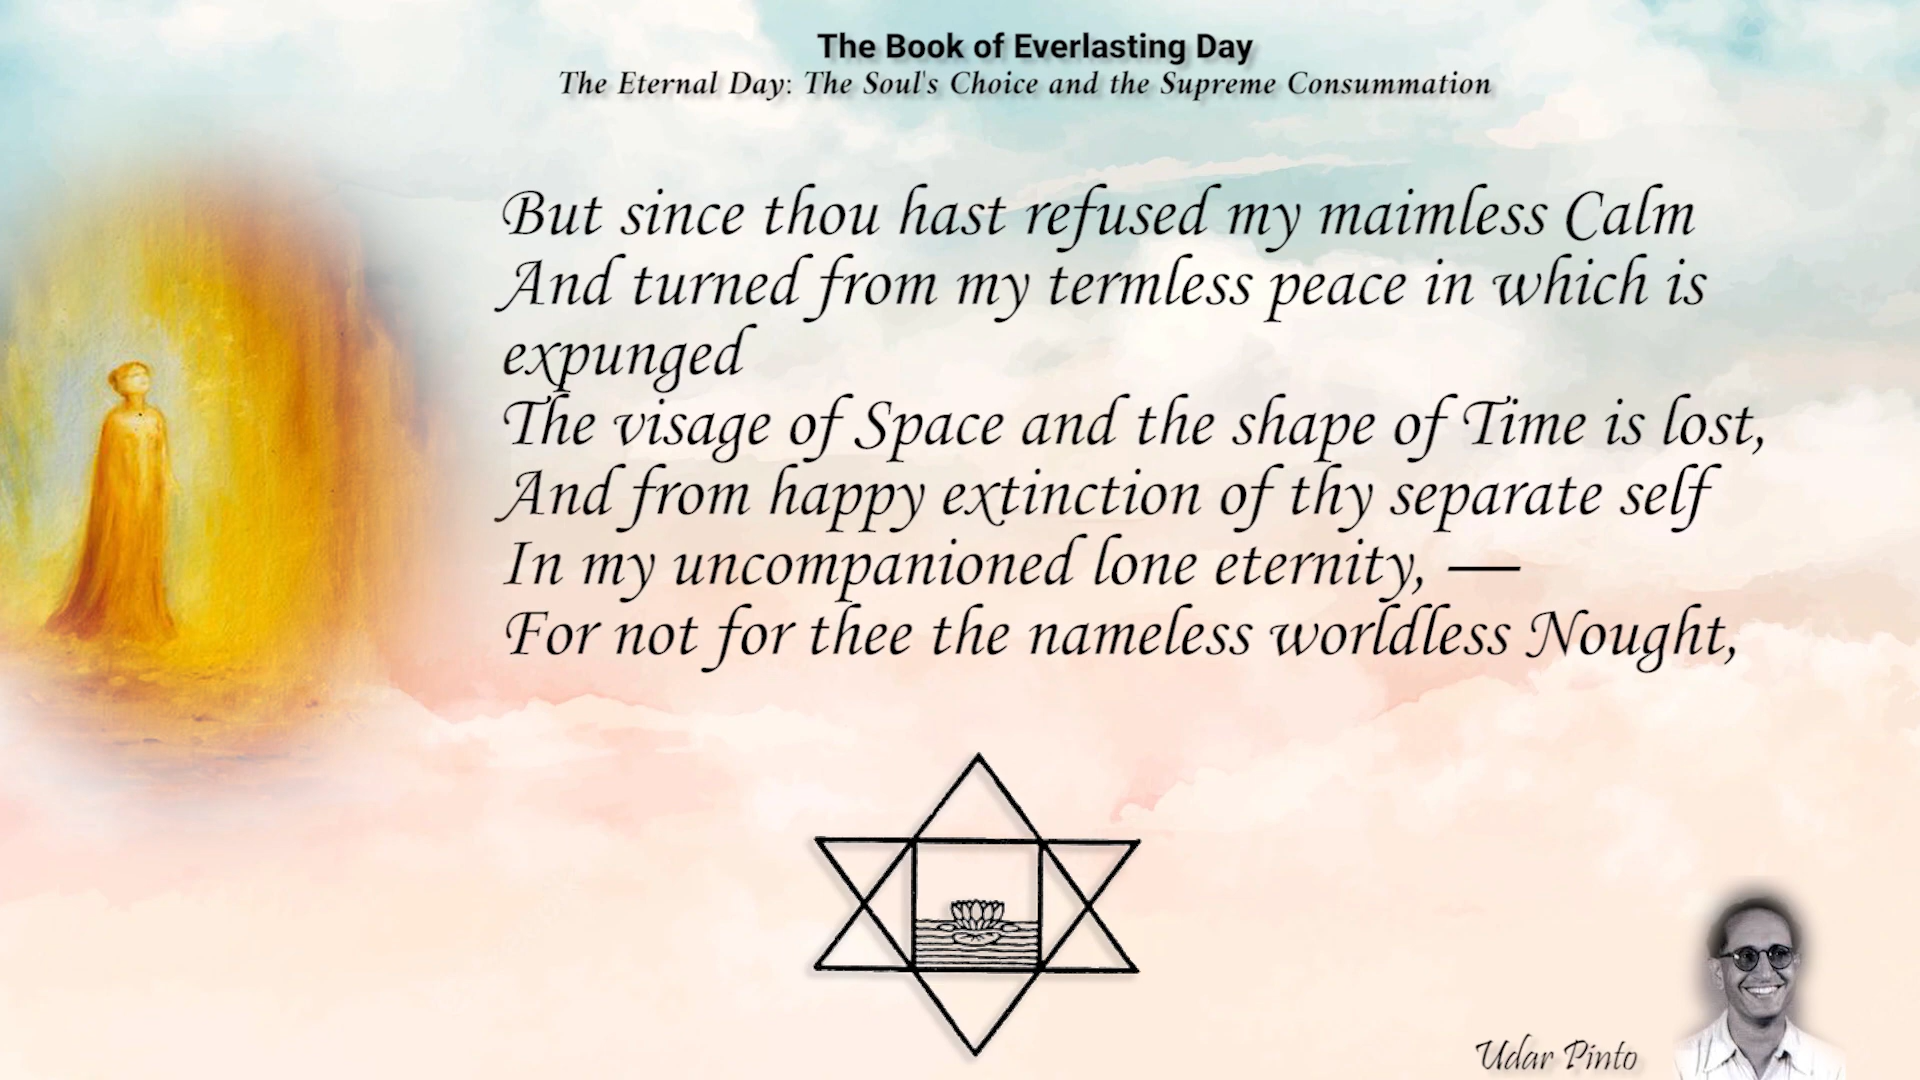 The Book of Everlasting Day
The Eternal Day: The Soul's Choice and the Supreme Consummation
But since thou hast refused my maimless Calm
And turned from my termless peace in which is
expunged
The visage of Space and the shape of Time is lost,
And from happy extinction of thy separate self
In my uncompanioned lone eternity, —
For not for thee the nameless worldless Nought,
Udar Pinto